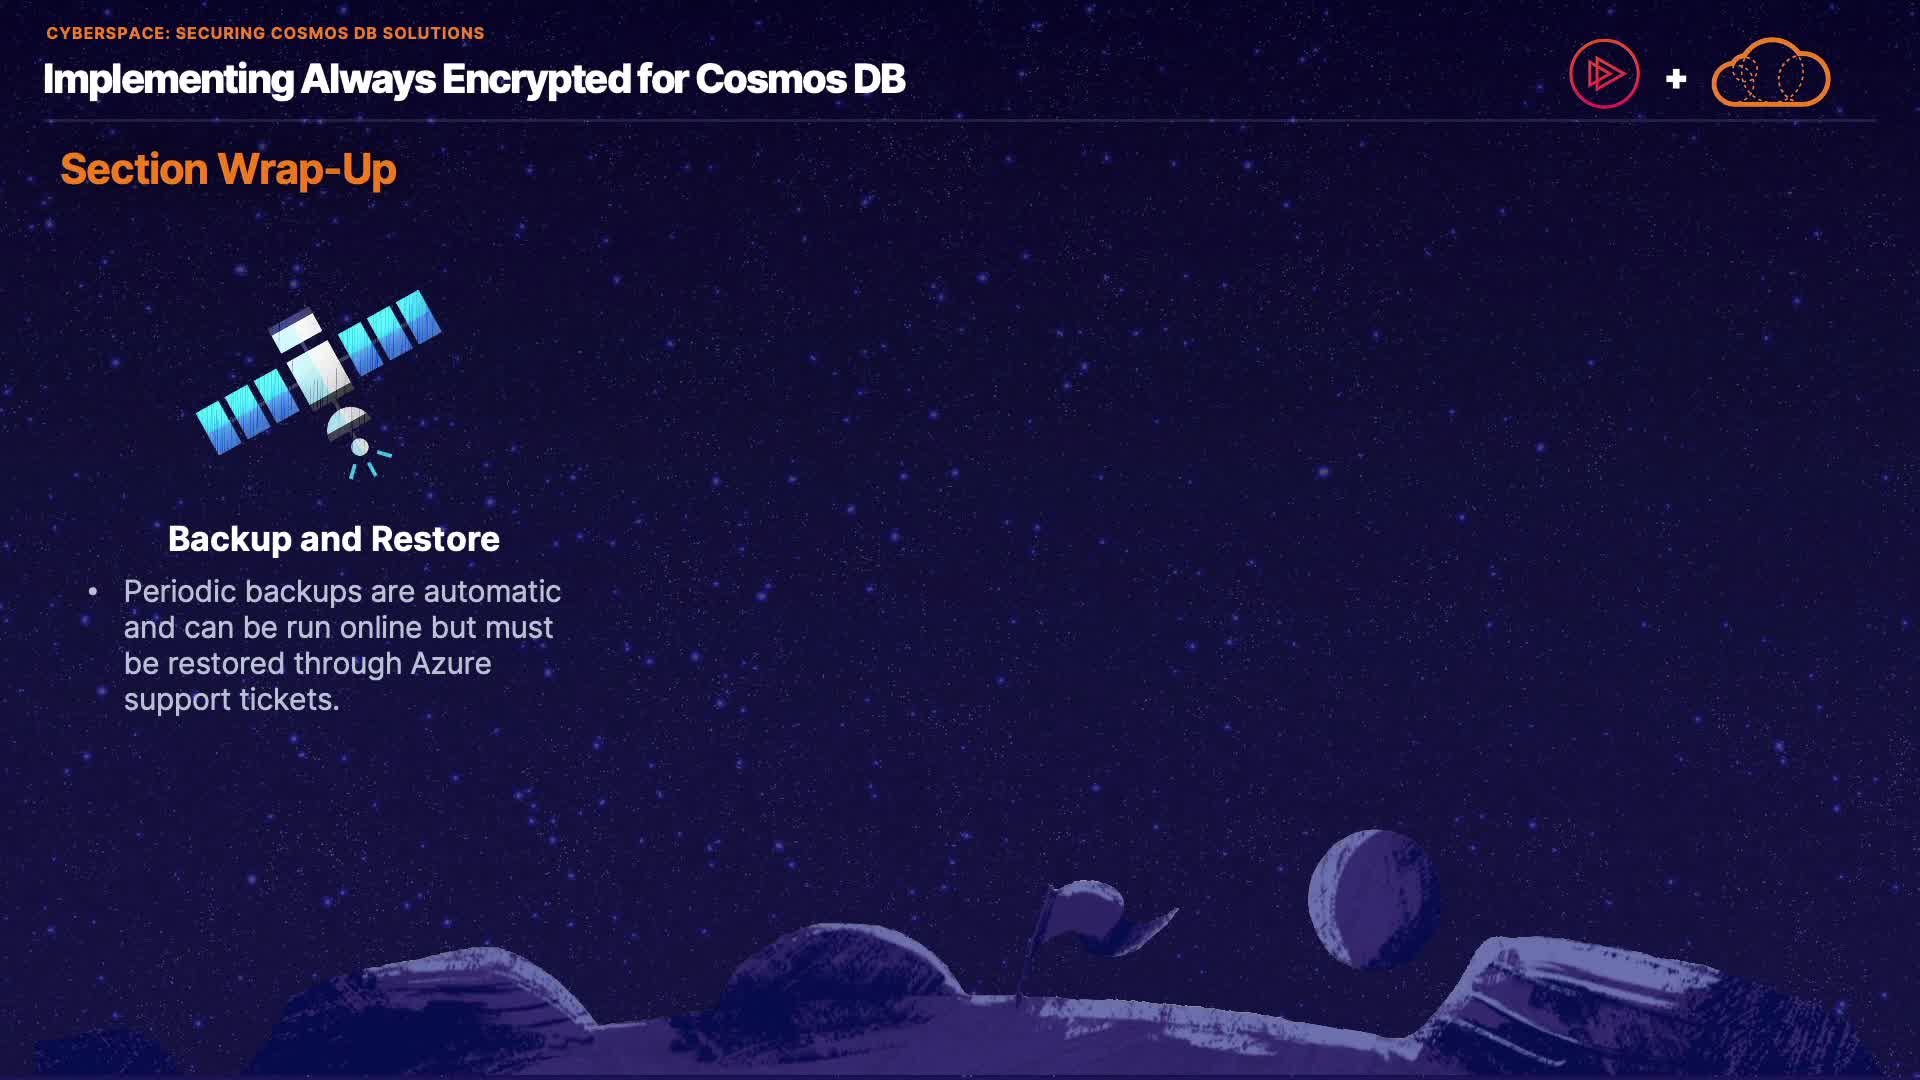 CYBERSPACE: SECURING COSMOS DB SOLUTIONS
Implementing Always Encrypted for Cosmos DB
+
Section Wrap-Up
Backup and Restore
• Periodic backups are automatic
and can be run online but must
be restored through Azure
support tickets.